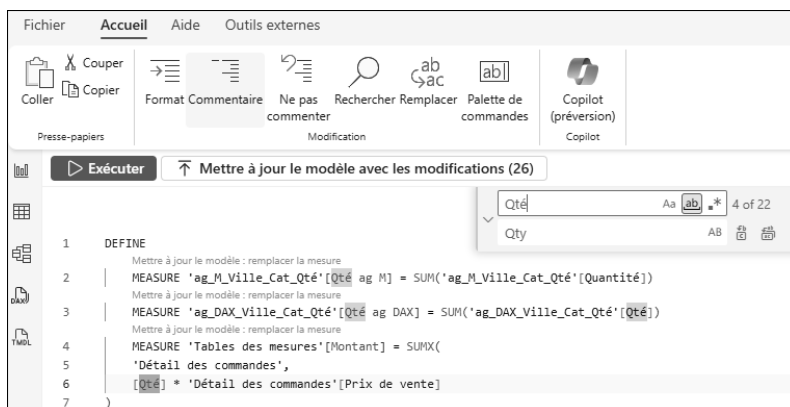 Fichier Accueil Aide Outils externes
Coller
Couper
Copier
Presse-papiers
Format Commentaire Ne pas commenter Rechercher Remplacer Palette de commandes
Modification
Copilot (préversion)
Copilot
Exécuter Mettre à jour le modèle avec les modifications (26)
Qté Aa ab .* 4 of 22
Qty AB
1 DEFINE
Mettre à jour le modèle : remplacer la mesure
2 MEASURE 'ag_M_Ville_Cat_Qté'[Qté ag M] = SUM('ag_M_Ville_Cat_Qté'[Quantité])
Mettre à jour le modèle : remplacer la mesure
3 MEASURE 'ag_DAX_Ville_Cat_Qté'[Qté ag DAX] = SUM('ag_DAX_Ville_Cat_Qté'[Qté])
Mettre à jour le modèle : remplacer la mesure
4 MEASURE 'Tables des mesures'[Montant] = SUMX(
5 'Détail des commandes',
6 [Qté] * 'Détail des commandes'[Prix de vente]
7 )
DAX
TMDL